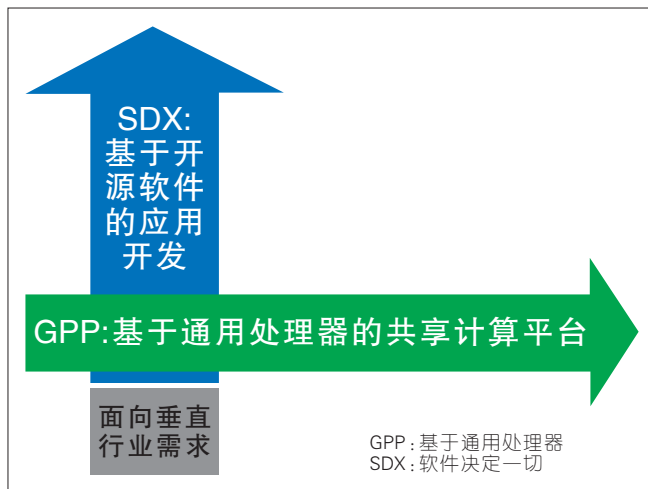 SDX:
基于开
源软件
的应用
开发
GPP:基于通用处理器的共享计算平台
面向垂直
行业需求
GPP:基于通用处理器
SDX:软件决定一切